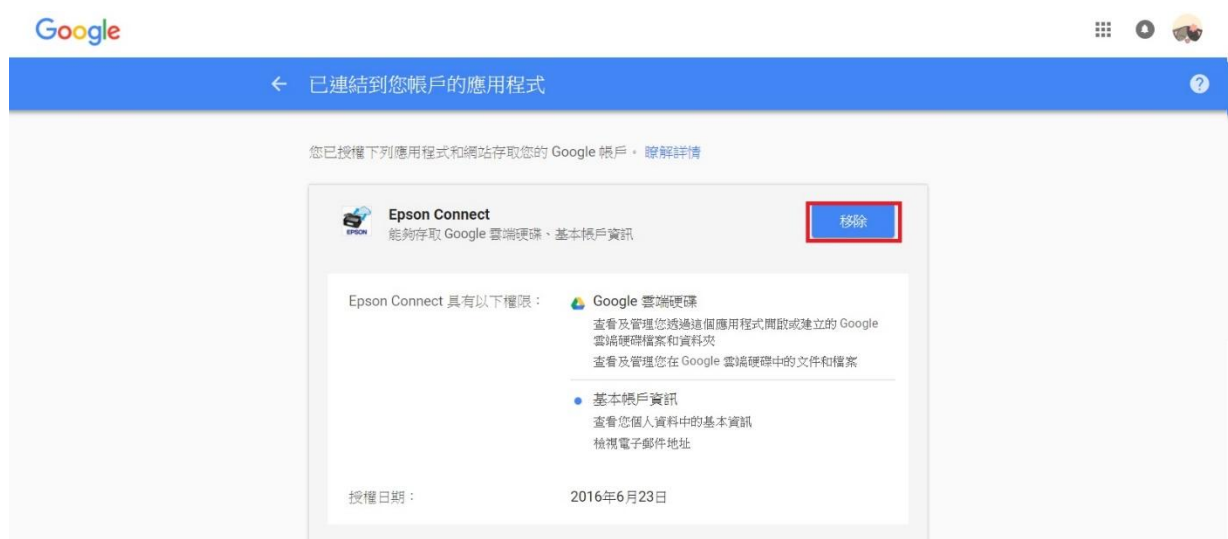 Google
已連結到您帳戶的應用程式
您已授權下列應用程式和網站存取您的 Google 帳戶。 瞭解詳情
Epson Connect
移除
EPSON
能夠存取 Google 雲端硬碟、基本帳戶資訊
Epson Connect 具有以下權限：
Google 雲端硬碟
查看及管理您透過這個應用程式開啟或建立的 Google
雲端硬碟檔案和資料夾
查看及管理您在 Google 雲端硬碟中的文件和檔案
基本帳戶資訊
查看您個人資料中的基本資訊
檢視電子郵件地址
授權日期：
2016年6月23日